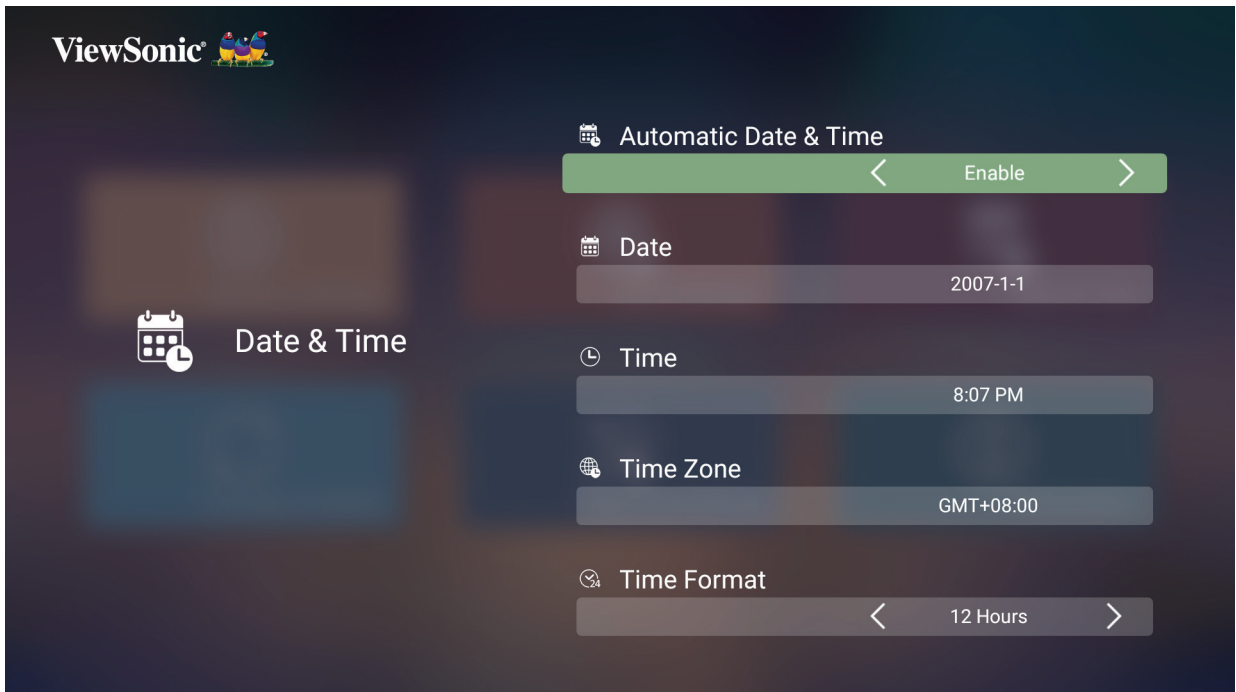 ViewSonic®
Automatic Date & Time
Enable
Date
2007-1-1
Date & Time
Time
8:07 PM
Time Zone
GMT+08:00
24
Time Format
12 Hours